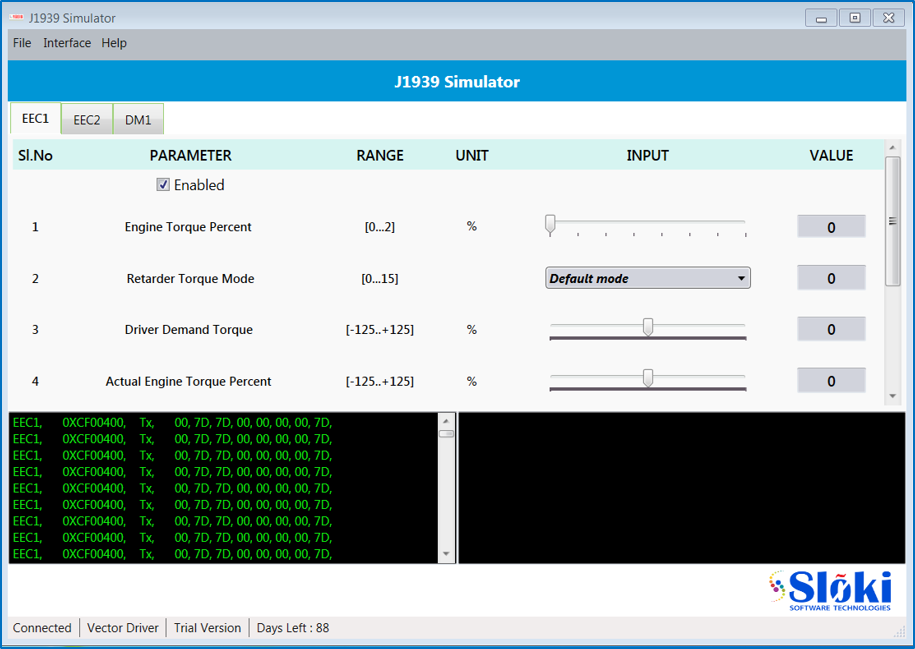 J1939 Simulator
File Interface Help
J1939 Simulator
EEC1 EEC2 DM1
Sl.No PARAMETER RANGE UNIT INPUT VALUE
Enabled
1 Engine Torque Percent [0...2] % 0
2 Retarder Torque Mode [0...15] Default mode 0
3 Driver Demand Torque [-125..+125] % 0
4 Actual Engine Torque Percent [-125..+125] % 0
EEC1, 0XCF00400, Tx, 00, 7D, 7D, 00, 00, 00, 00, 7D,
EEC1, 0XCF00400, Tx, 00, 7D, 7D, 00, 00, 00, 00, 7D,
EEC1, 0XCF00400, Tx, 00, 7D, 7D, 00, 00, 00, 00, 7D,
EEC1, 0XCF00400, Tx, 00, 7D, 7D, 00, 00, 00, 00, 7D,
EEC1, 0XCF00400, Tx, 00, 7D, 7D, 00, 00, 00, 00, 7D,
EEC1, 0XCF00400, Tx, 00, 7D, 7D, 00, 00, 00, 00, 7D,
EEC1, 0XCF00400, Tx, 00, 7D, 7D, 00, 00, 00, 00, 7D,
EEC1, 0XCF00400, Tx, 00, 7D, 7D, 00, 00, 00, 00, 7D,
EEC1, 0XCF00400, Tx, 00, 7D, 7D, 00, 00, 00, 00, 7D,
Slöki
SOFTWARE TECHNOLOGIES
Connected Vector Driver Trial Version Days Left : 88